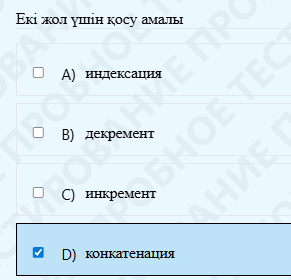 Екі жол үшін қосу амалы
A) индексация
B) декремент
C) инкремент
D) конкатенация